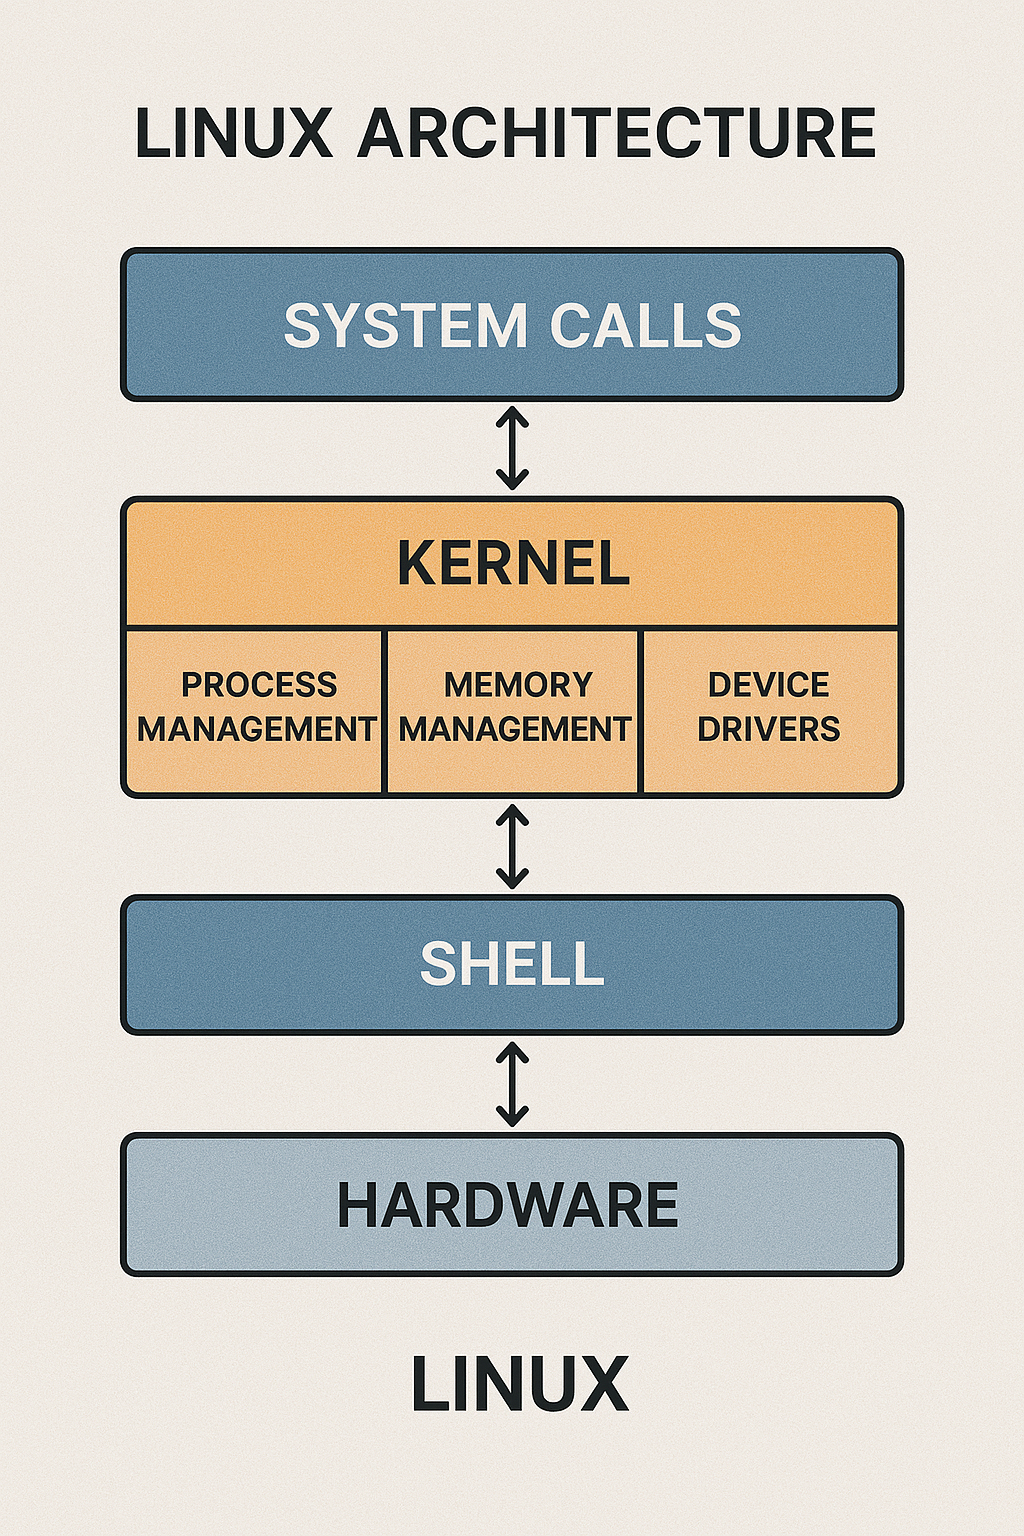 LINUX ARCHITECTURE
SYSTEM CALLS
KERNEL
PROCESS
MANAGEMENT
MEMORY
MANAGEMENT
DEVICE
DRIVERS
SHELL
HARDWARE
LINUX